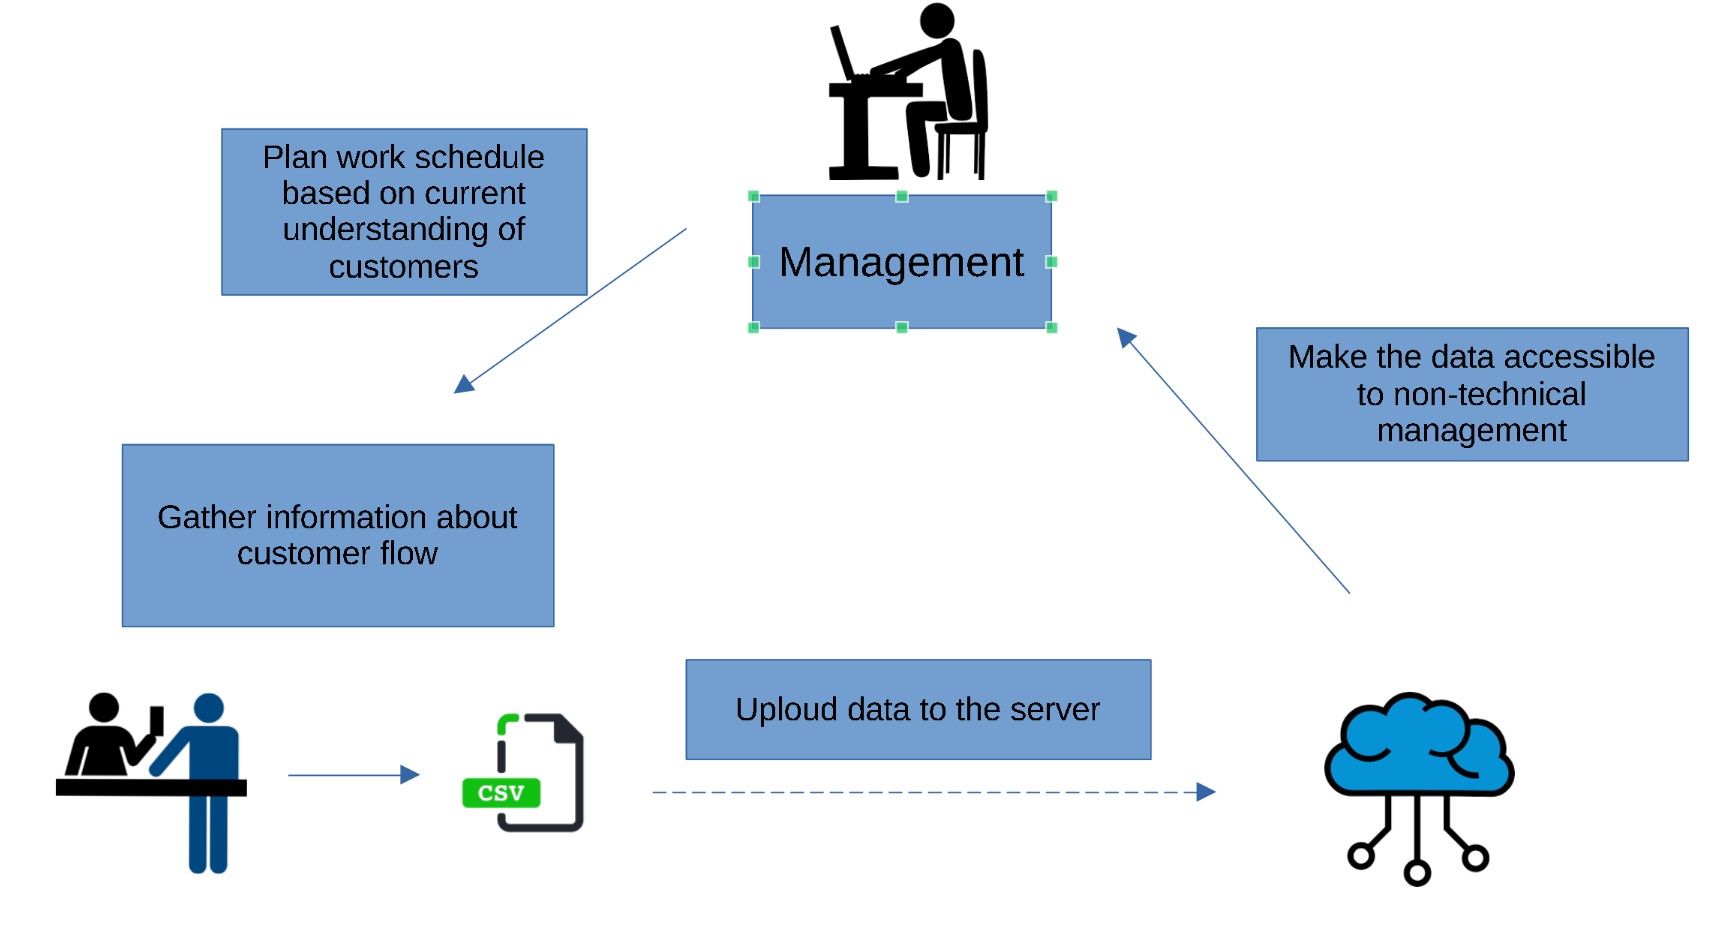 Plan work schedule
based on current
understanding of
customers
Management
Make the data accessible
to non-technical
management
Gather information about
customer flow
Uploud data to the server
CSV